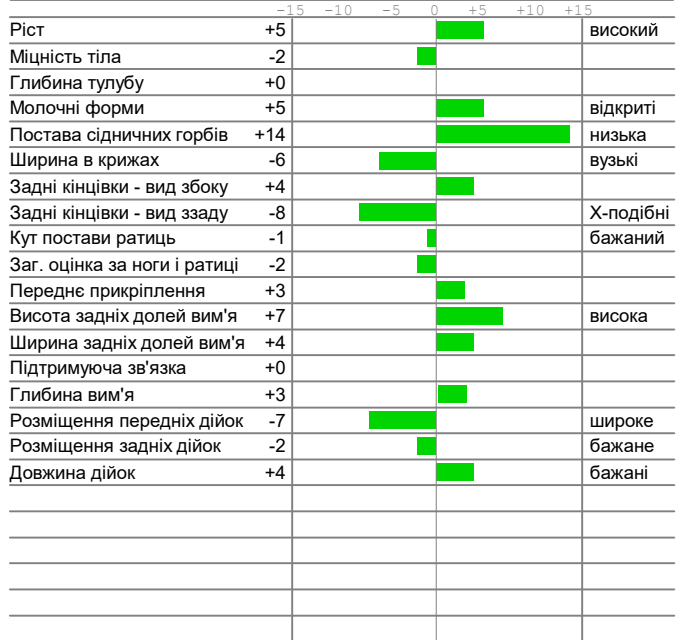 -15 -10 -5 0 +5 +10 +15
Ріст +5 високий
Міцність тіла -2
Глибина тулубу +0
Молочні форми +5 відкриті
Постава сідничних горбів +14 низька
Ширина в крижах -6 вузькі
Задні кінцівки - вид збоку +4
Задні кінцівки - вид ззаду -8 Х-подібні
Кут постави ратиць -1 бажаний
Заг. оцінка за ноги і ратиці -2
Переднє прикріплення +3
Висота задніх долей вим'я +7 висока
Ширина задніх долей вим'я +4
Підтримуюча зв'язка +0
Глибина вим'я +3
Розміщення передніх дійок -7 широке
Розміщення задніх дійок -2 бажане
Довжина дійок +4 бажані